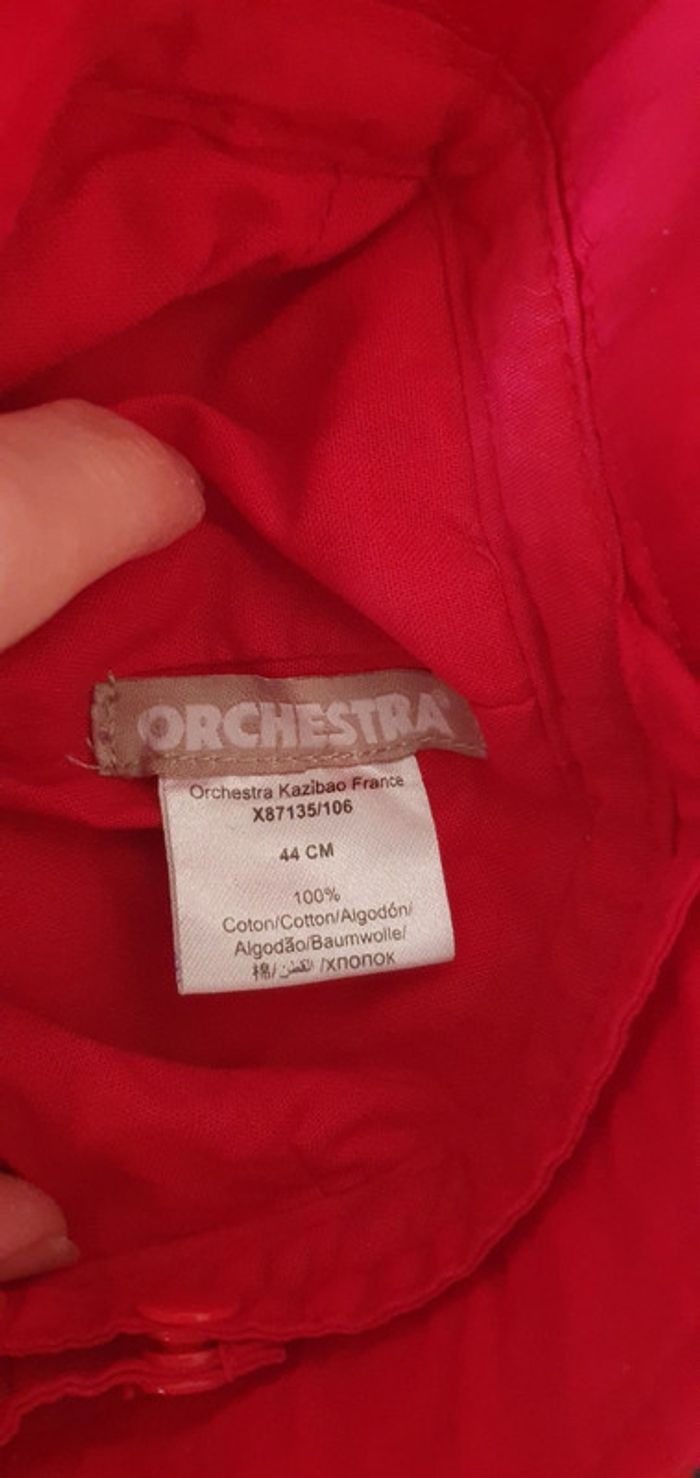 ORCHESTRA
Orchestra Kazibao France
X87135/106
44 CM
100%
Coton/Cotton/Algodón/
Algodão/Baumwolle/
棉/القطن /хлопок